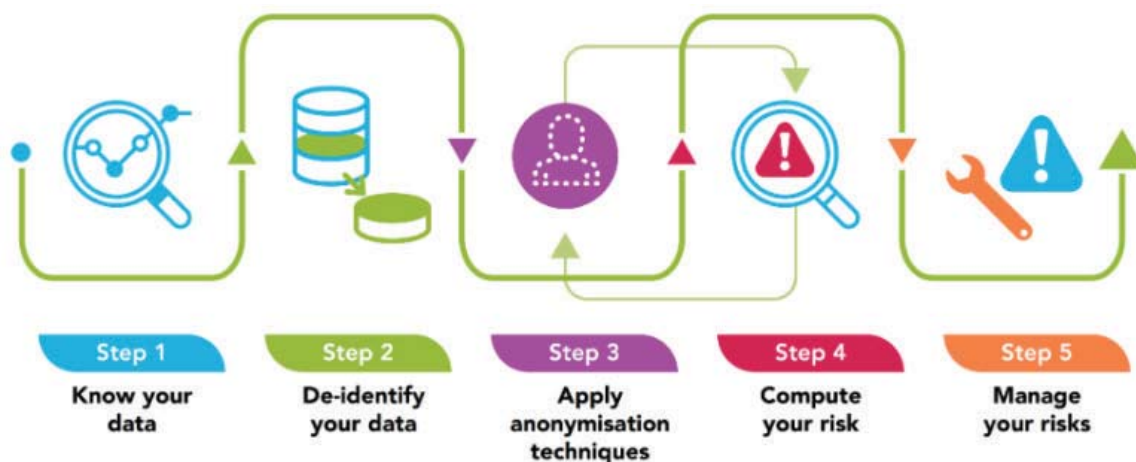 Step 1
Know your
data
Step 2
De-identify
your data
Step 3
Apply
anonymisation
techniques
Step 4
Compute
your risk
Step 5
Manage
your risks